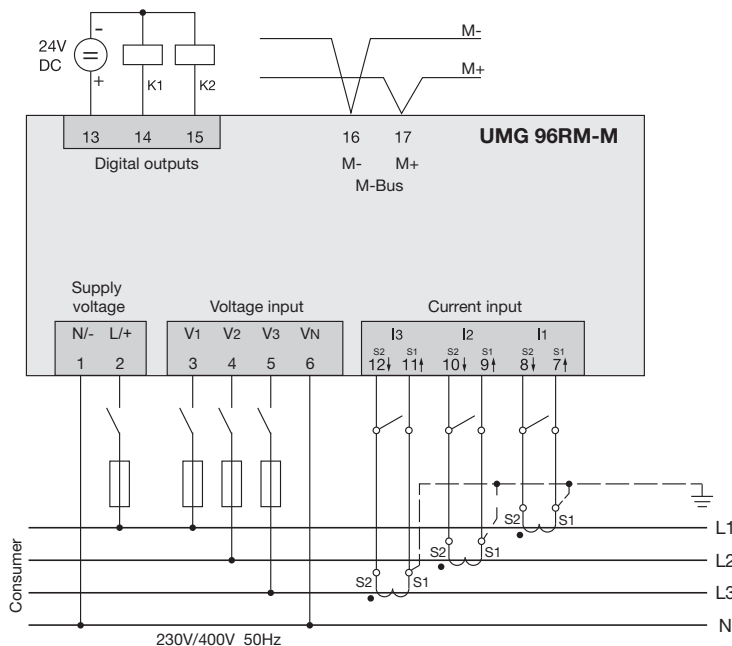 - M-
24V
DC
+ K1 K2 M+
13 14 15 16 17 UMG 96RM-M
Digital outputs M- M+
M-Bus
Supply
voltage Voltage input Current input
N/- L/+ V1 V2 V3 VN I3 I2 I1
S2 S1 S2 S1 S2 S1
1 2 3 4 5 6 12 11 10 9 8 7
S2 S1 L1
S2 S1 L2
S2 S1 L3
N
Consumer
230V/400V 50Hz